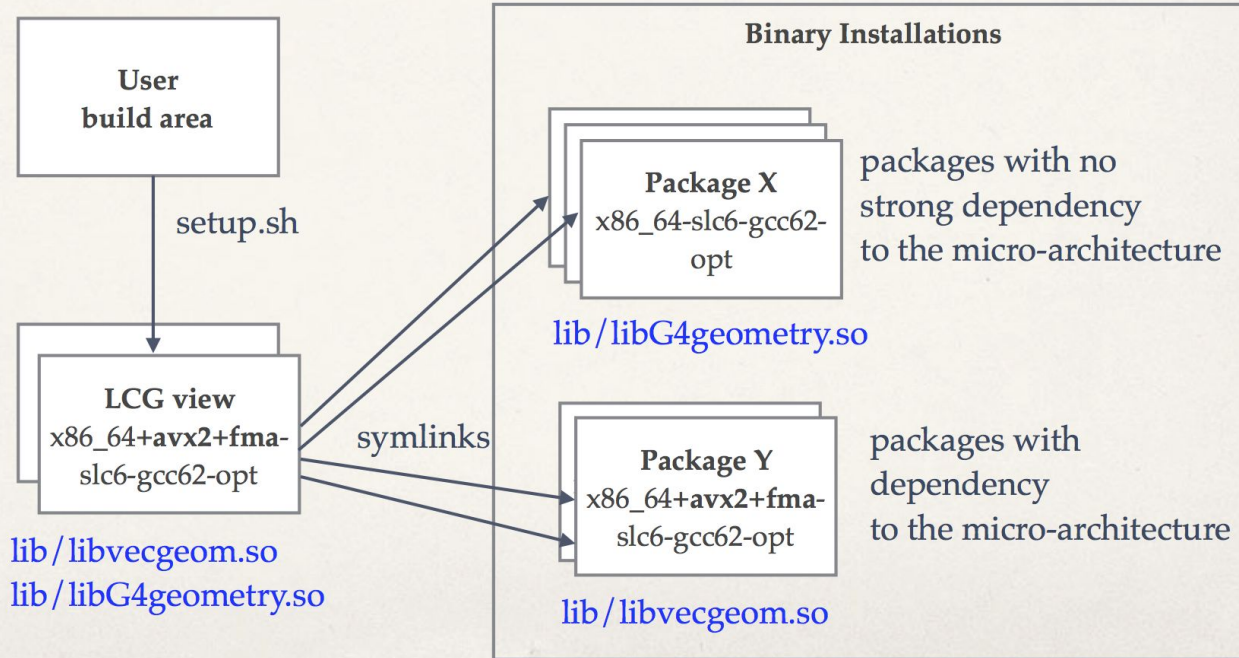 Binary Installations
User
build area
setup.sh
LCG view
x86_64+avx2+fma-
slc6-gcc62-opt
lib/libvecgeom.so
lib/libG4geometry.so
symlinks
Package X
x86_64-slc6-gcc62-
opt
lib/libG4geometry.so
packages with no
strong dependency
to the micro-architecture
Package Y
x86_64+avx2+fma-
slc6-gcc62-opt
lib/libvecgeom.so
packages with
dependency
to the micro-architecture